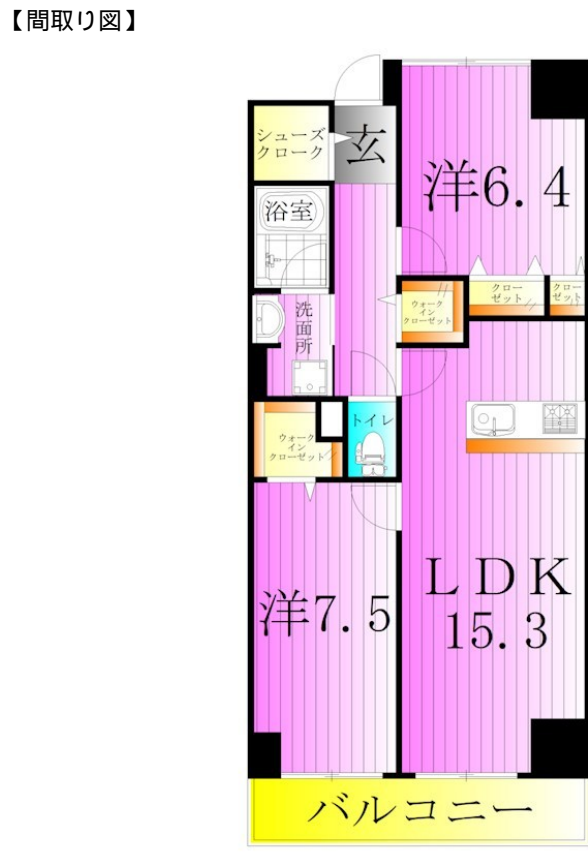 【間取り図】
シューズ
クローク
玄
洋6.4
浴室
クロー
ゼット
クロー
ゼット
ウォーク
イン
クローゼット
洗面所
トイレ
ウォーク
イン
クローゼット
LDK
15.3
洋7.5
バルコニー